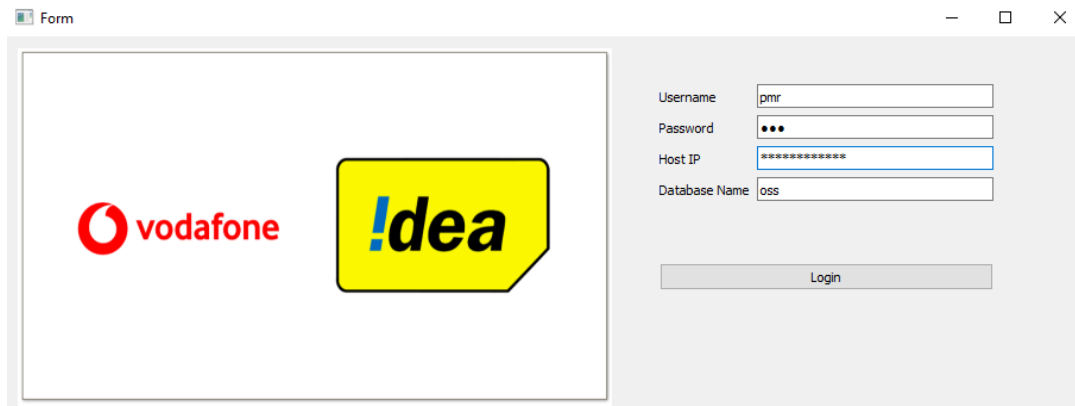 Form
vodafone
!dea
Username pmr
Password ●●●
Host IP ************
Database Name oss
Login